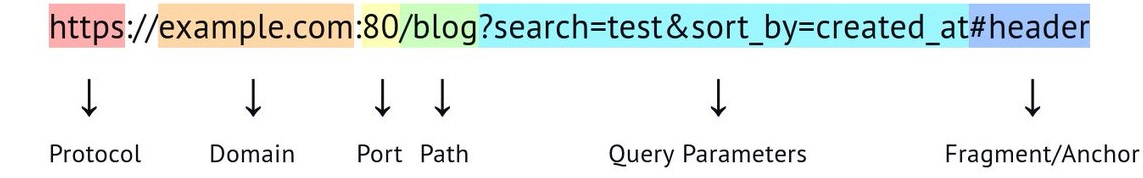 https://example.com:80/blog?search=test&sort_by=created_at#header
Protocol Domain Port Path Query Parameters Fragment/Anchor